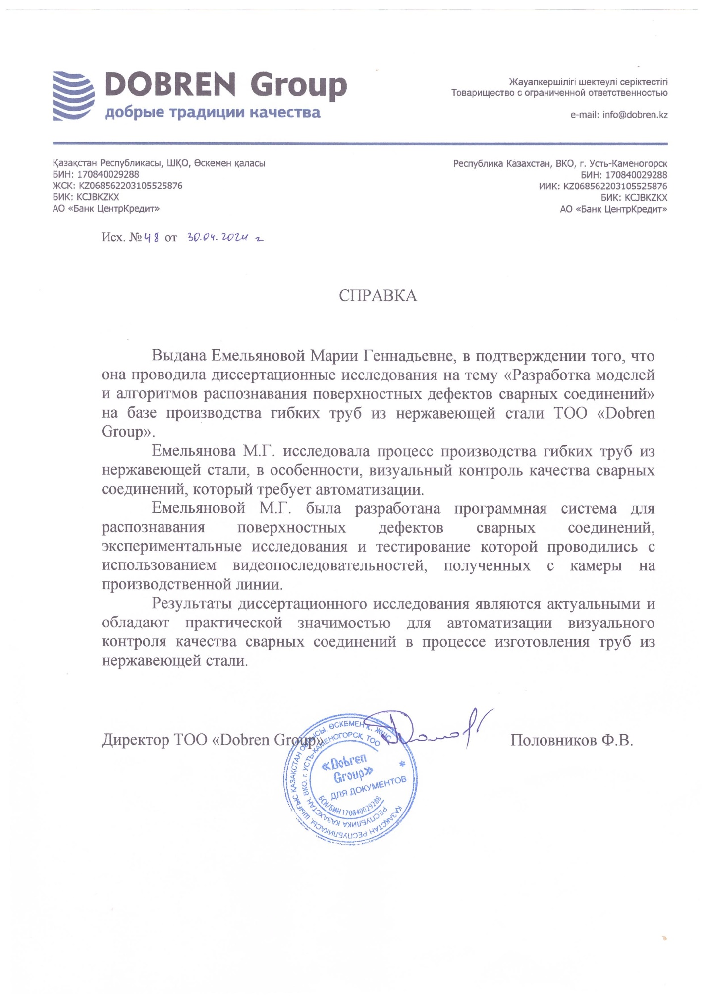 DOBREN Group
добрые традиции качества
Жауапкершілігі шектеулі серіктестігі
Товарищество с ограниченной ответственностью
e-mail: info@dobren.kz
Қазақстан Республикасы, ШҚО, Өскемен қаласы
БИН: 170840029288
ЖСК: KZ068562203105525876
БИК: KCJBKZKX
АО «Банк ЦентрКредит»
Республика Казахстан, ВКО, г. Усть-Каменогорск
БИН: 170840029288
ИИК: KZ068562203105525876
БИК: KCJBKZKX
АО «Банк ЦентрКредит»
Исх. №48 от 30.04.2024 г
СПРАВКА
Выдана Емельяновой Марии Геннадьевне, в подтверждении того, что
она проводила диссертационные исследования на тему «Разработка моделей
и алгоритмов распознавания поверхностных дефектов сварных соединений»
на базе производства гибких труб из нержавеющей стали ТОО «Dobren
Group».
Емельянова М.Г. исследовала процесс производства гибких труб из
нержавеющей стали, в особенности, визуальный контроль качества сварных
соединений, который требует автоматизации.
Емельяновой М.Г. была разработана программная система для
распознавания поверхностных дефектов сварных соединений,
экспериментальные исследования и тестирование которой проводились с
использованием видеопоследовательностей, полученных с камеры на
производственной линии.
Результаты диссертационного исследования являются актуальными и
обладают практической значимостью для автоматизации визуального
контроля качества сварных соединений в процессе изготовления труб из
нержавеющей стали.
Директор ТОО «Dobren Group» Половников Ф.В.
ҚАЗАҚСТАН РЕСПУБЛИКАСЫ, ШЫҒЫС ҚАЗАҚСТАН ОБЛЫСЫ, ӨСКЕМЕН Қ., ЖШС
РЕСПУБЛИКА КАЗАХСТАН, ВКО, г. УСТЬ-КАМЕНОГОРСК, ТОО
«Dobren
Group»
ДЛЯ ДОКУМЕНТОВ
БСН/БИН 170840029288